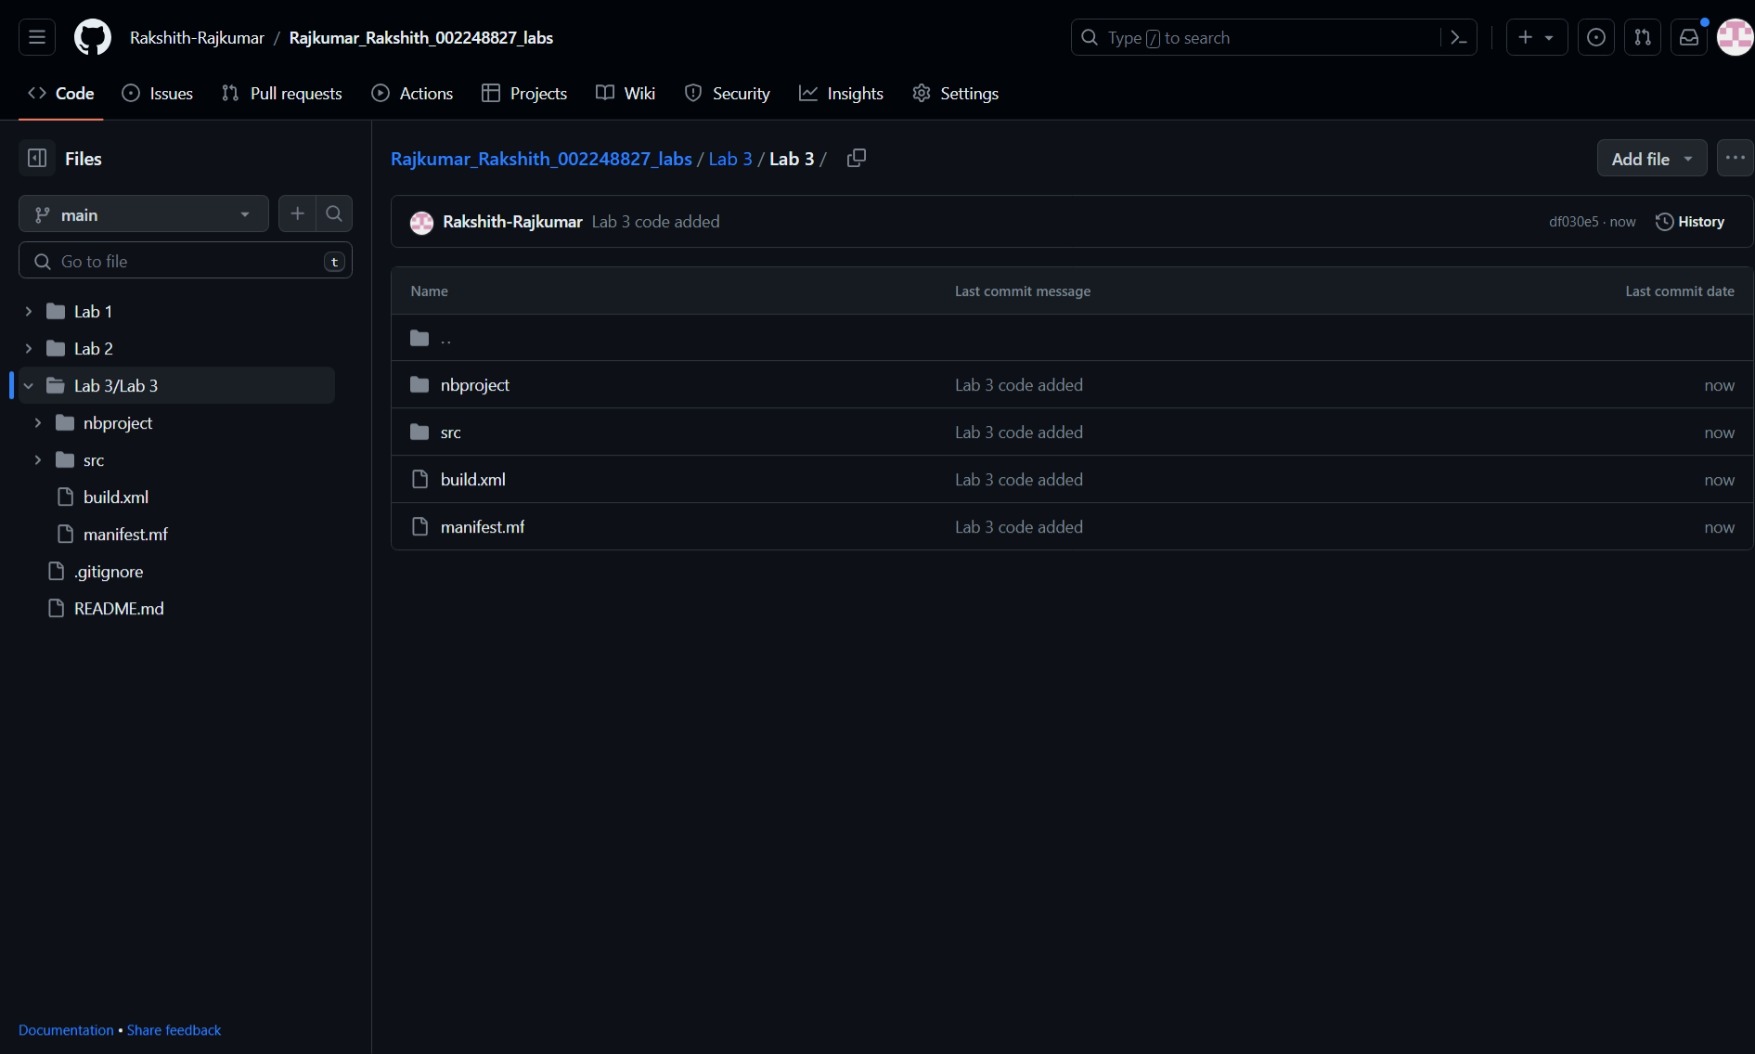 Rakshith-Rajkumar / Rajkumar_Rakshith_002248827_labs
Type / to search
Code Issues Pull requests Actions Projects Wiki Security Insights Settings
Files
main
Go to file t
Lab 1
Lab 2
Lab 3/Lab 3
nbproject
src
build.xml
manifest.mf
.gitignore
README.md
Documentation • Share feedback
Rajkumar_Rakshith_002248827_labs / Lab 3 / Lab 3 /
Add file
Rakshith-Rajkumar Lab 3 code added
df030e5 · now History
Name Last commit message Last commit date
..
nbproject Lab 3 code added now
src Lab 3 code added now
build.xml Lab 3 code added now
manifest.mf Lab 3 code added now